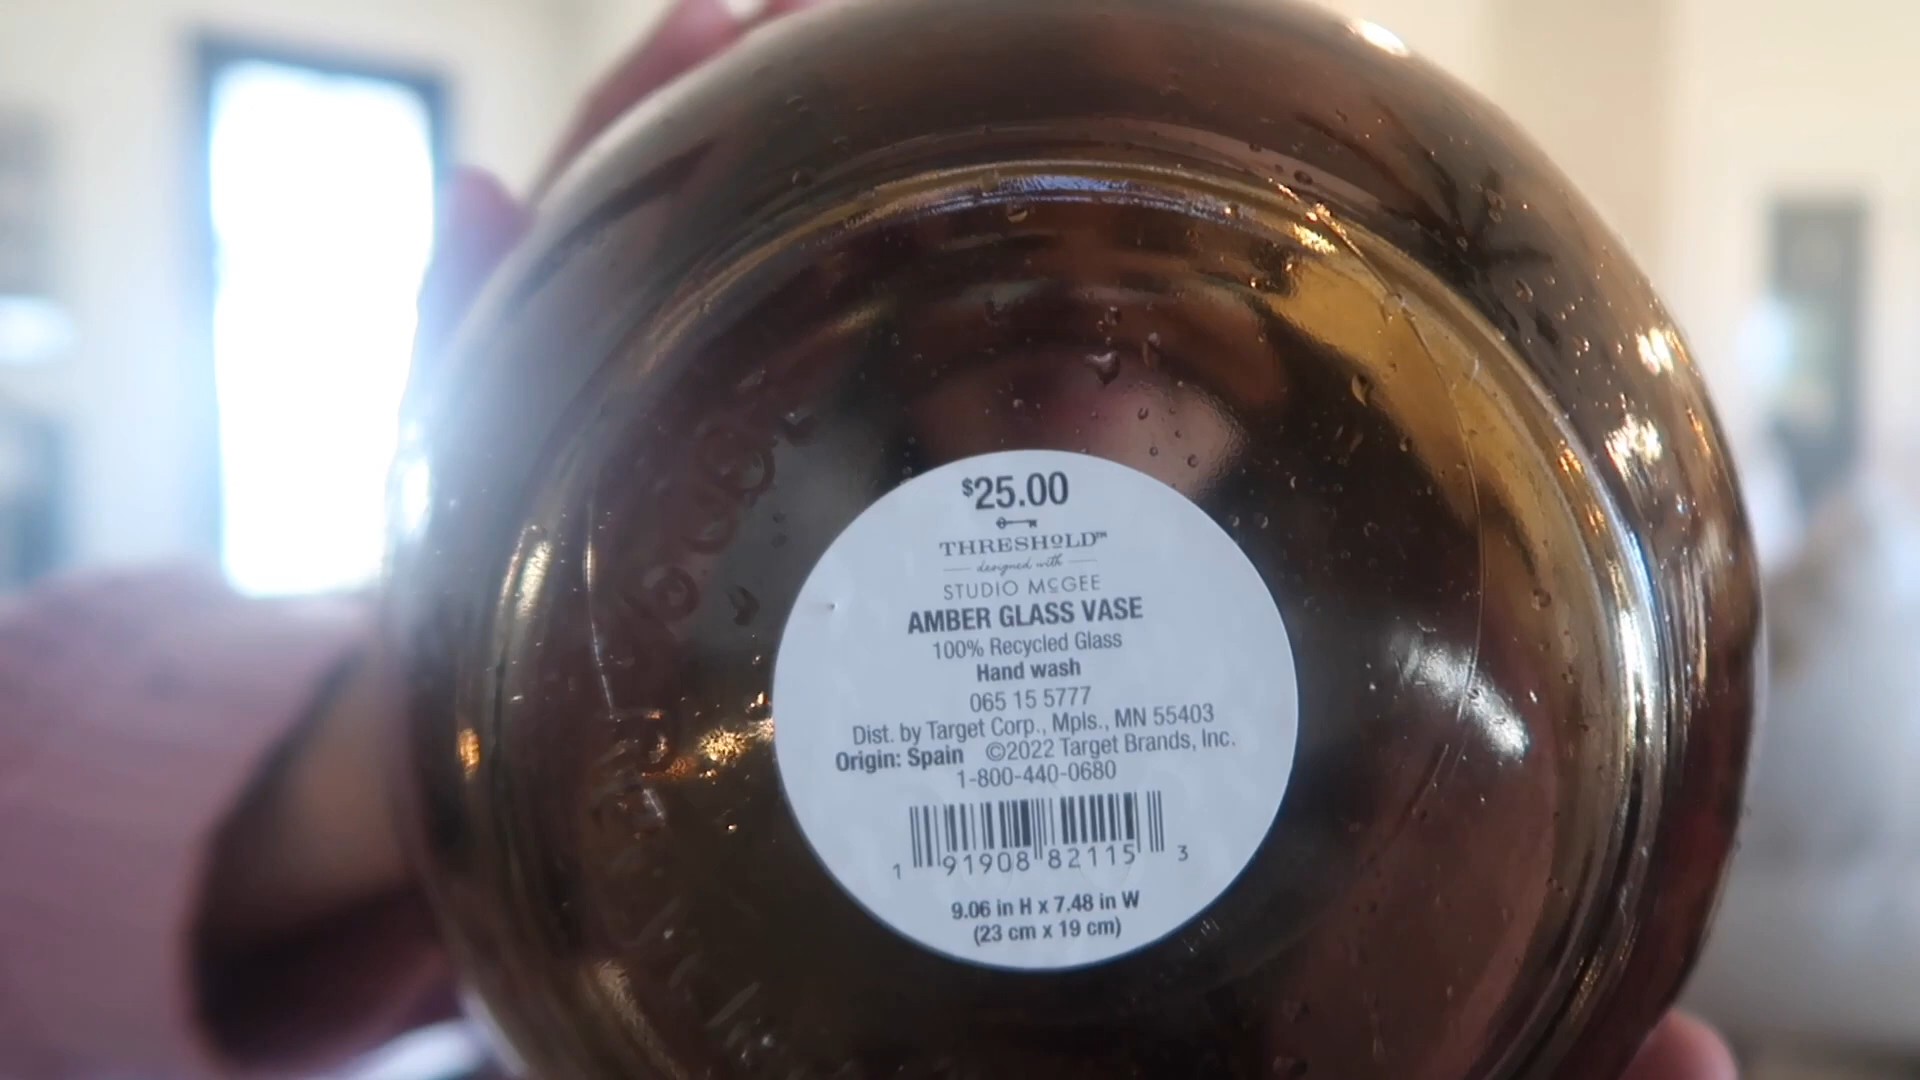 $25.00
THRESHOLD™
designed with
STUDIO McGEE
AMBER GLASS VASE
100% Recycled Glass
Hand wash
065 15 5777
Dist. by Target Corp., Mpls., MN 55403
Origin: Spain ©2022 Target Brands, Inc.
1-800-440-0680
1 91908 82115 3
9.06 in H x 7.48 in W
(23 cm x 19 cm)